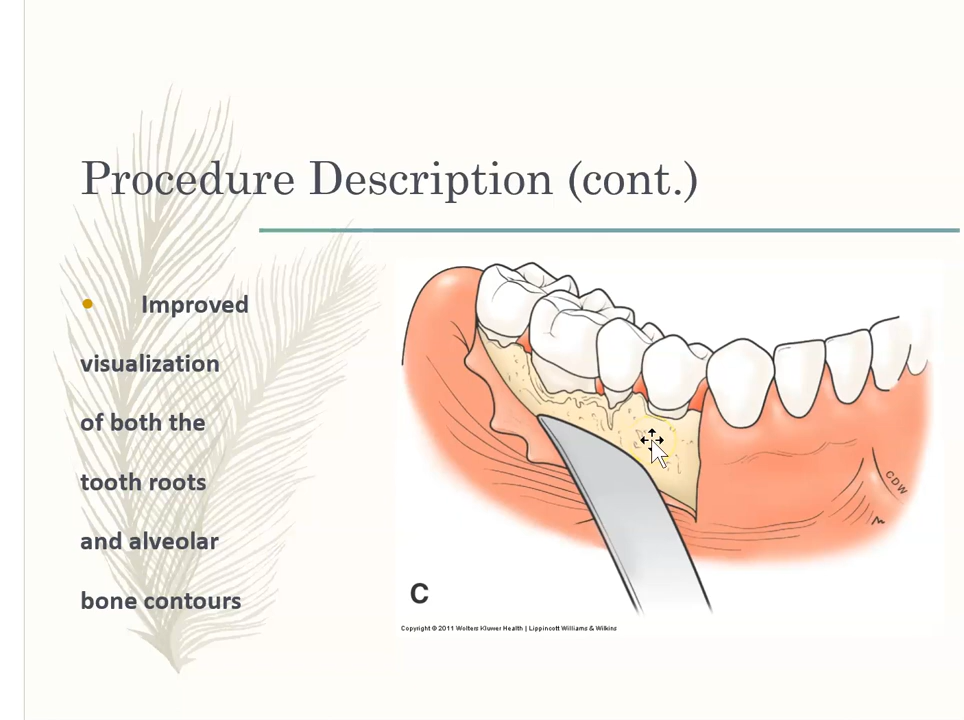 Procedure Description (cont.)
• Improved
visualization
of both the
tooth roots
and alveolar
bone contours
CDW
C
Copyright © 2011 Wolters Kluwer Health | Lippincott Williams & Wilkins